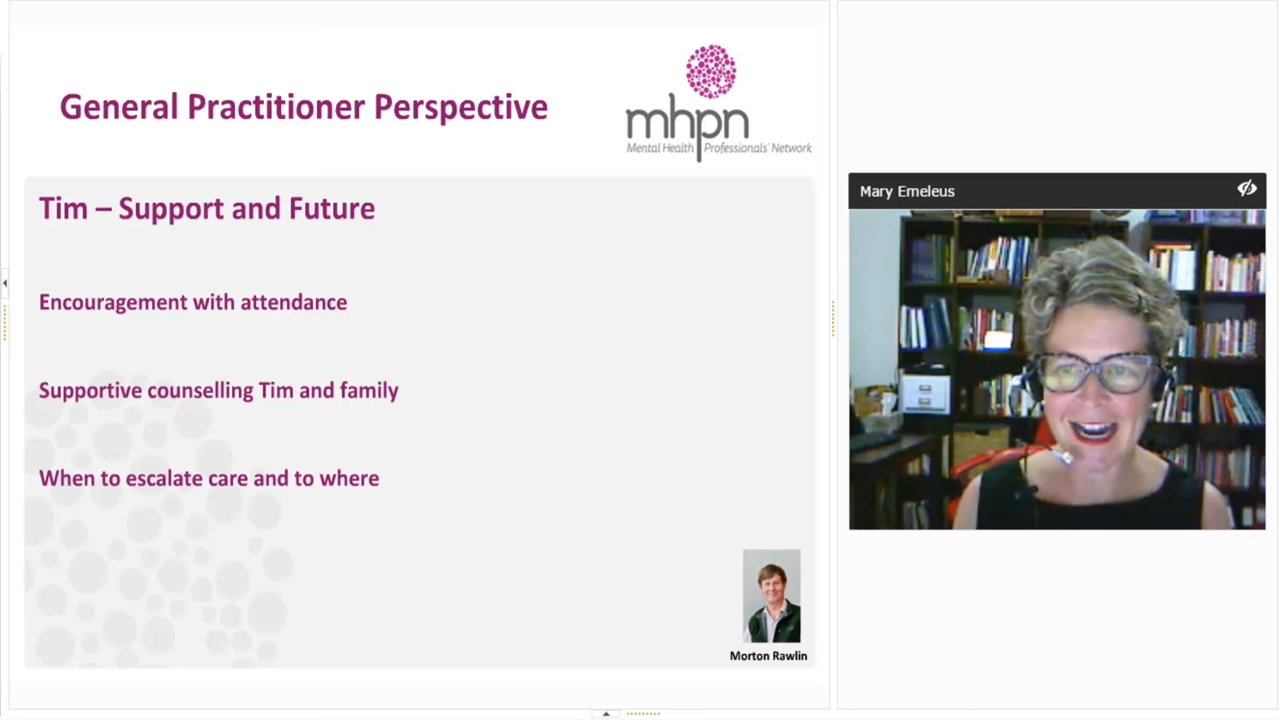 General Practitioner Perspective
mhpn
Mental Health Professionals' Network
Tim – Support and Future
Encouragement with attendance
Supportive counselling Tim and family
When to escalate care and to where
Morton Rawlin
Mary Emeleus